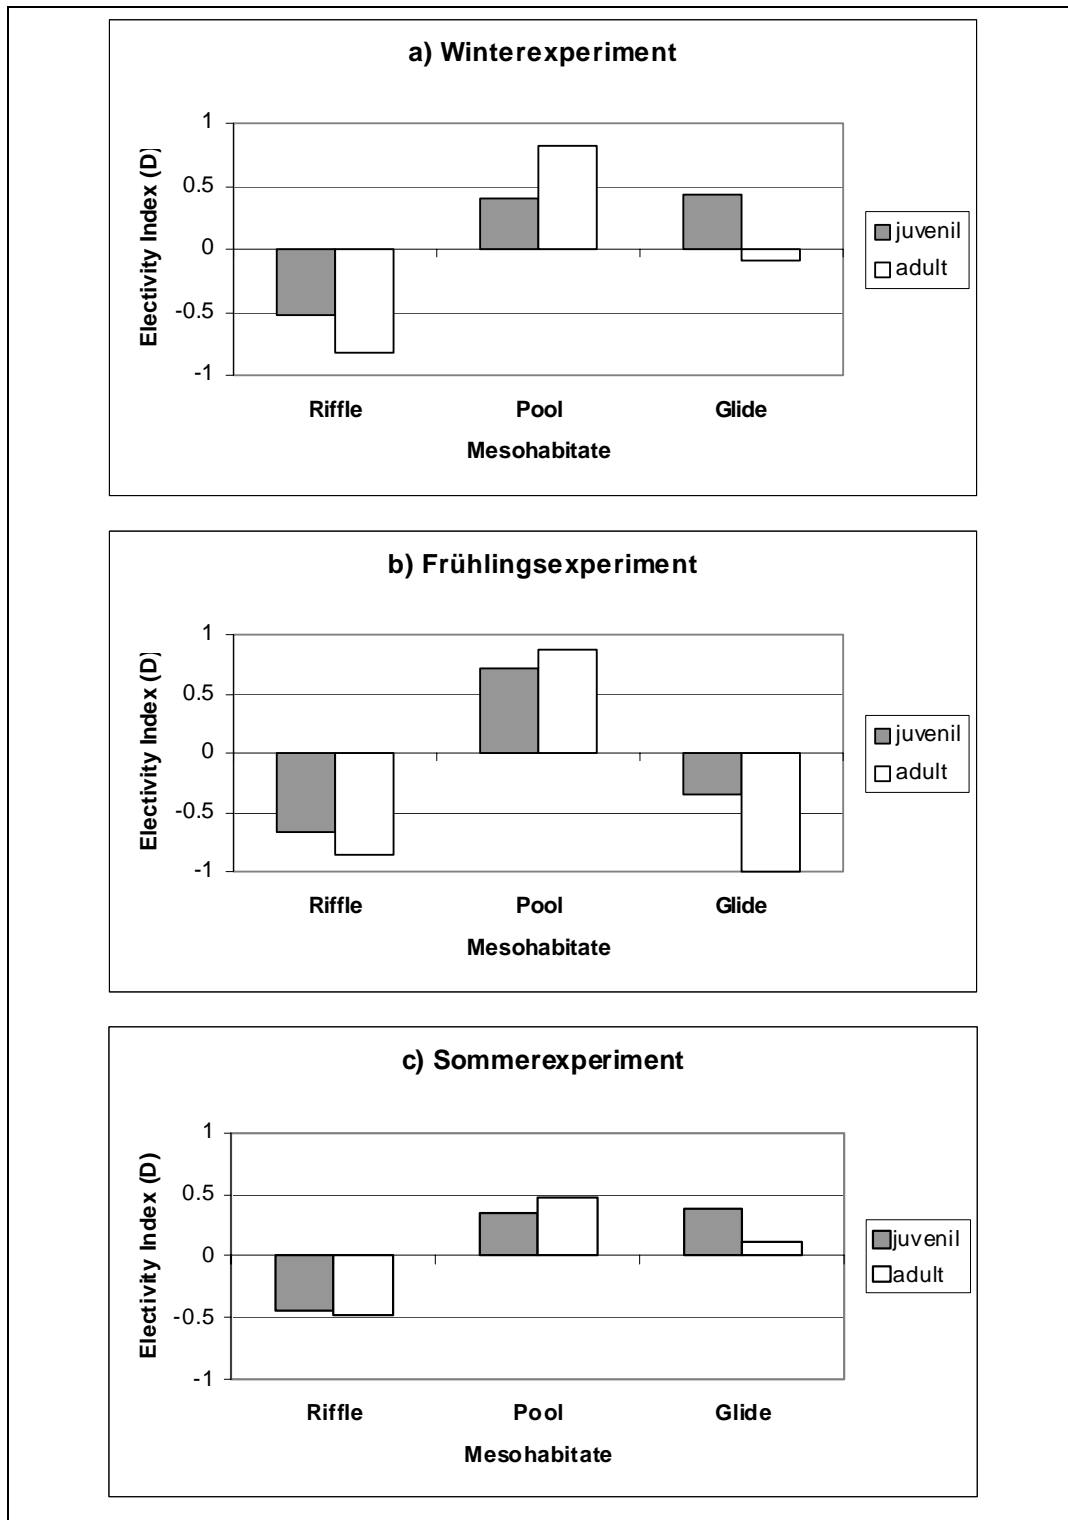 a) Winterexperiment
Electivity Index (D)
1
0.5
0
-0.5
-1
Riffle Pool Glide
Mesohabitate
juvenil
adult
b) Frühlingsexperiment
Electivity Index (D)
1
0.5
0
-0.5
-1
Riffle Pool Glide
Mesohabitate
juvenil
adult
c) Sommerexperiment
Electivity Index (D)
1
0.5
0
-0.5
-1
Riffle Pool Glide
Mesohabitate
juvenil
adult